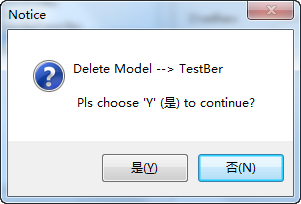 Notice
Delete Model --> TestBer
Pls choose 'Y' (是) to continue?
是(Y)
否(N)